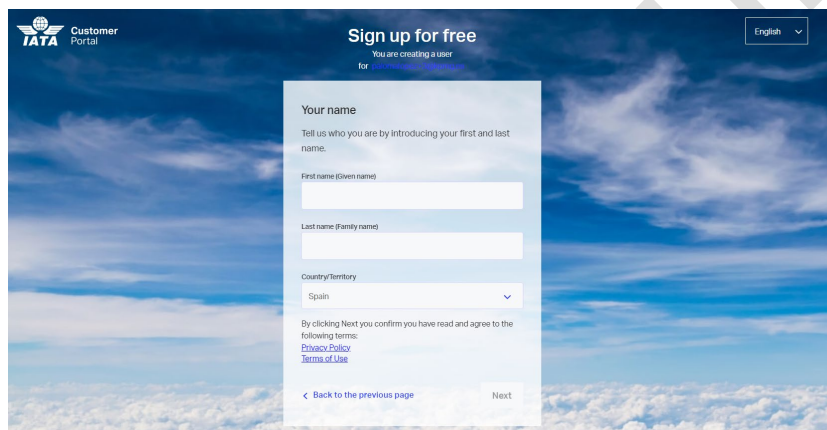 IATA
Customer
Portal
Sign up for free
You are creating a user
for
English
Your name
Tell us who you are by introducing your first and last
name.
First name (Given name)
Last name (Family name)
Country/Territory
Spain
By clicking Next you confirm you have read and agree to the
following terms:
Privacy Policy
Terms of Use
Back to the previous page
Next